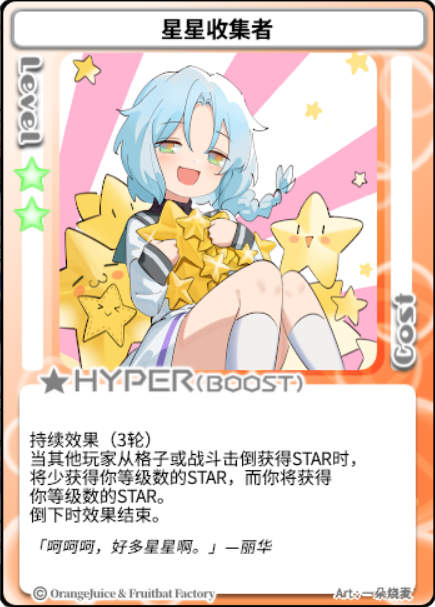 星星收集者
Level
Cost
★HYPER(BOOST)
持续效果（3轮）
当其他玩家从格子或战斗击倒获得STAR时，
将少获得你等级数的STAR，而你将获得
你等级数的STAR。
倒下时效果结束。
「呵呵呵，好多星星啊。」—丽华
© OrangeJuice & Fruitbat Factory
Art: 一朵烧麦